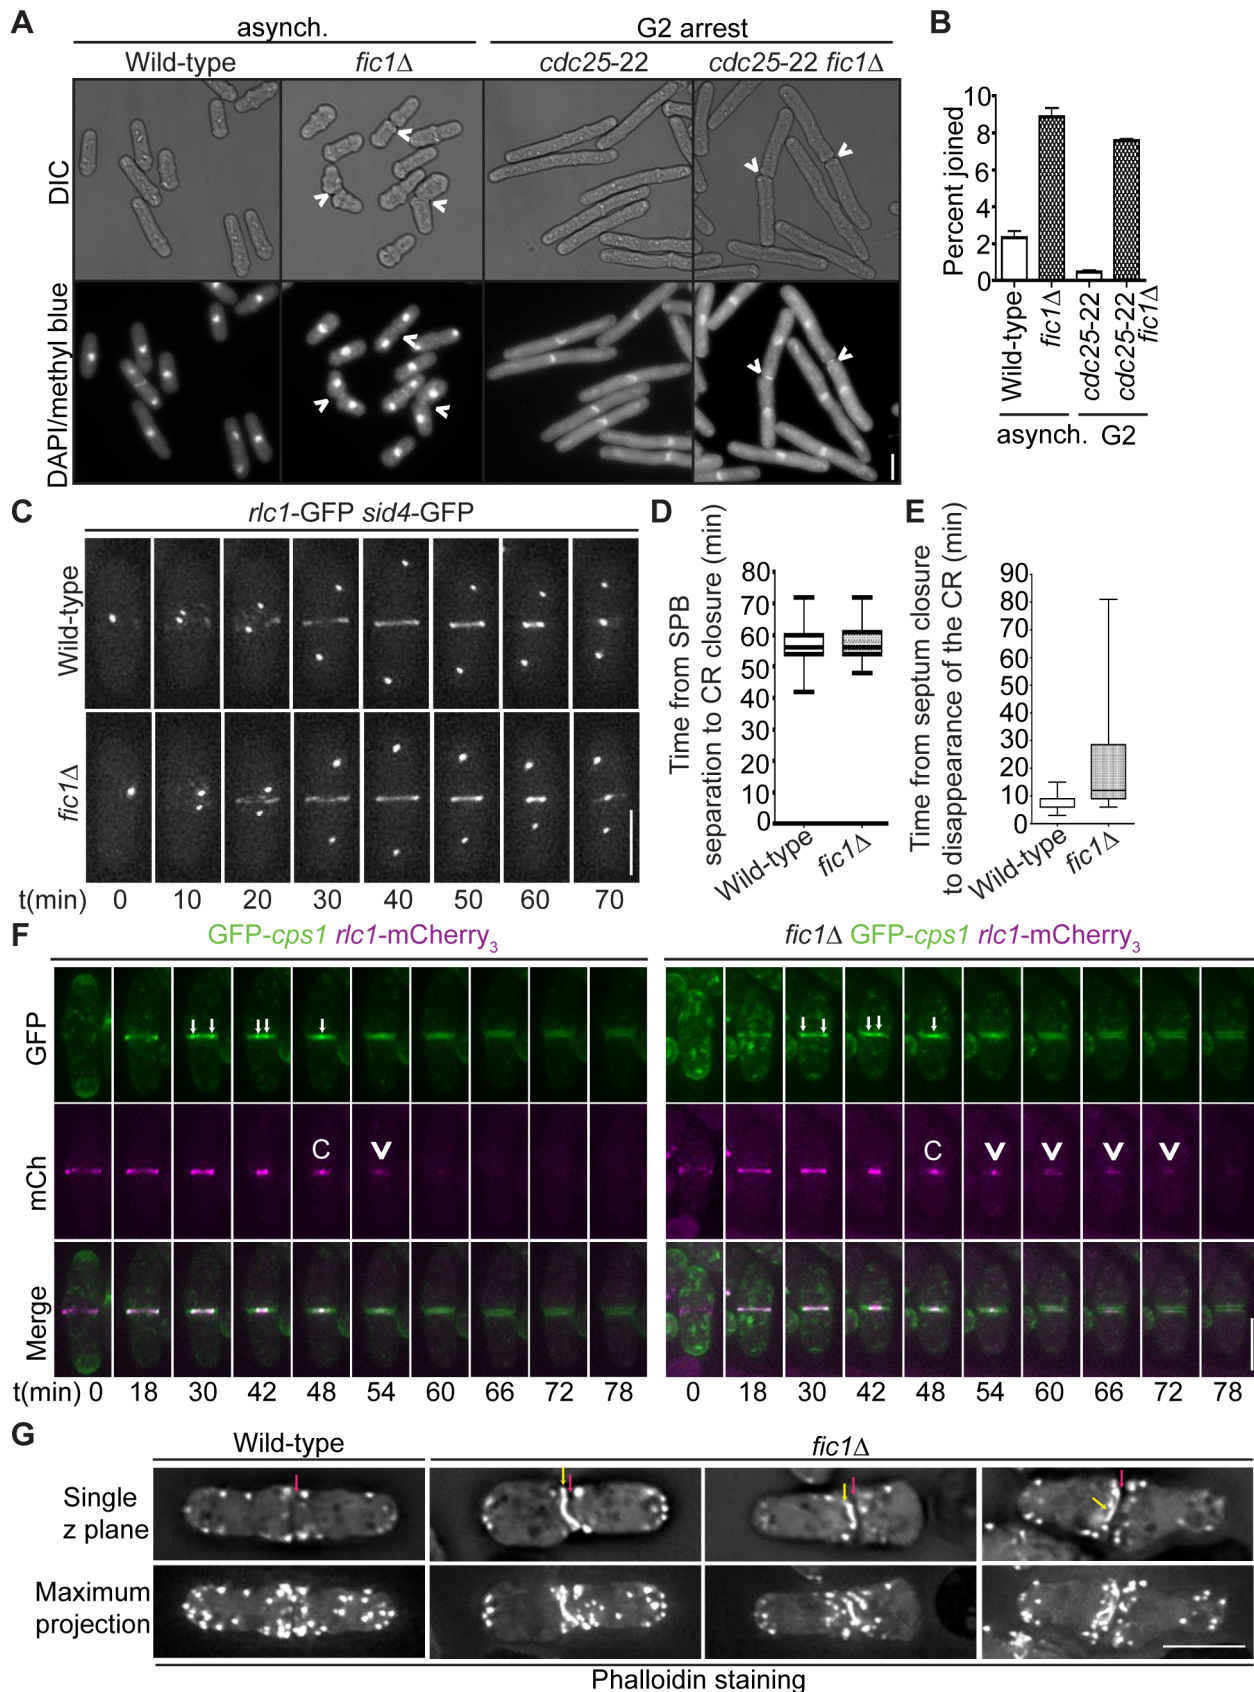 A
asynch.
G2 arrest
Wild-type
fic1Δ
cdc25-22
cdc25-22 fic1Δ
DIC
DAPI/methyl blue
B
Percent joined
10
8
6
4
2
0
Wild-type
fic1Δ
cdc25-22
cdc25-22
fic1Δ
asynch.
G2
C
rlc1-GFP sid4-GFP
Wild-type
fic1Δ
t(min) 0 10 20 30 40 50 60 70
D
Time from SPB
separation to CR closure (min)
80
70
60
50
40
30
20
10
0
Wild-type
fic1Δ
E
Time from septum closure
to disappearance of the CR (min)
90
80
70
60
50
40
30
20
10
0
Wild-type
fic1Δ
F
GFP-cps1 rlc1-mCherry3
fic1Δ GFP-cps1 rlc1-mCherry3
GFP
mCh
C
C
Merge
t(min) 0 18 30 42 48 54 60 66 72 78
0 18 30 42 48 54 60 66 72 78
G
Wild-type
fic1Δ
Single
z plane
Maximum
projection
Phalloidin staining